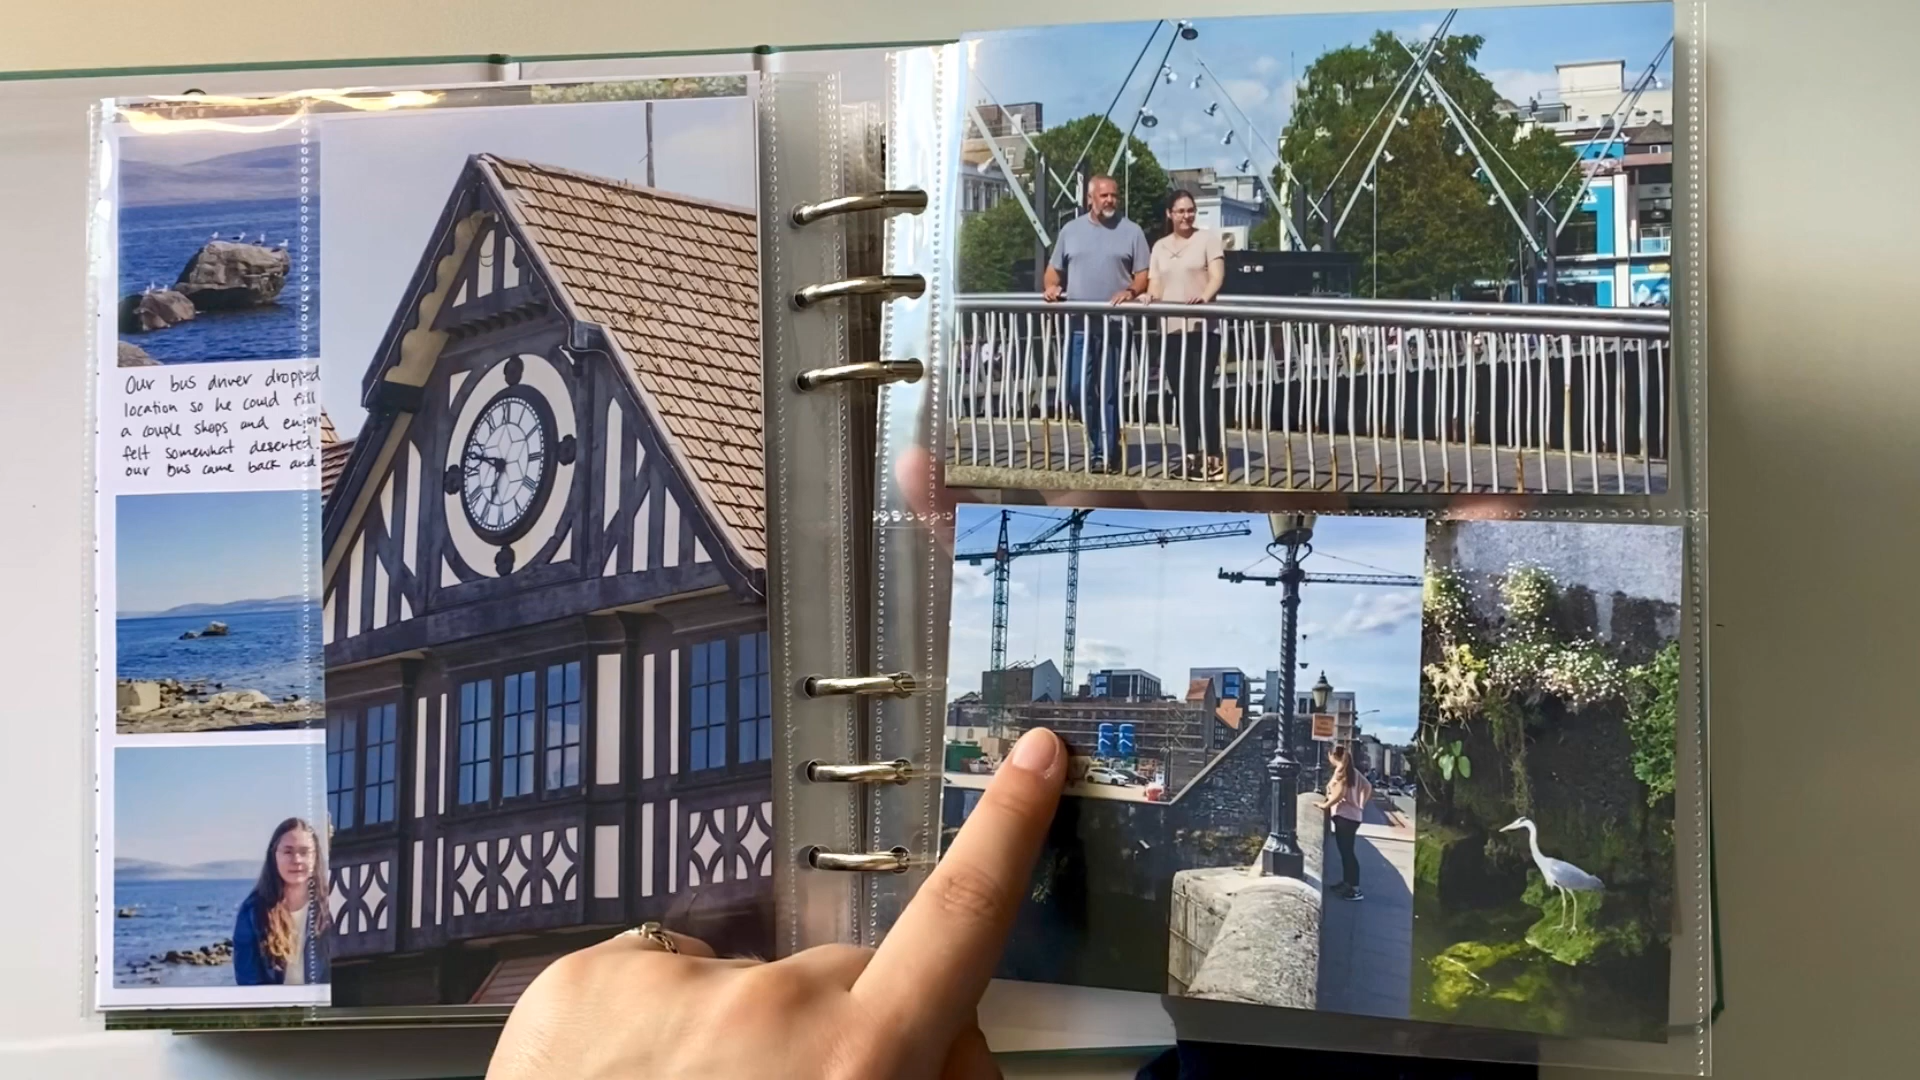 Our bus driver dropped
location so he could fill
a couple shops and enjoy
felt somewhat deserted.
our bus came back and